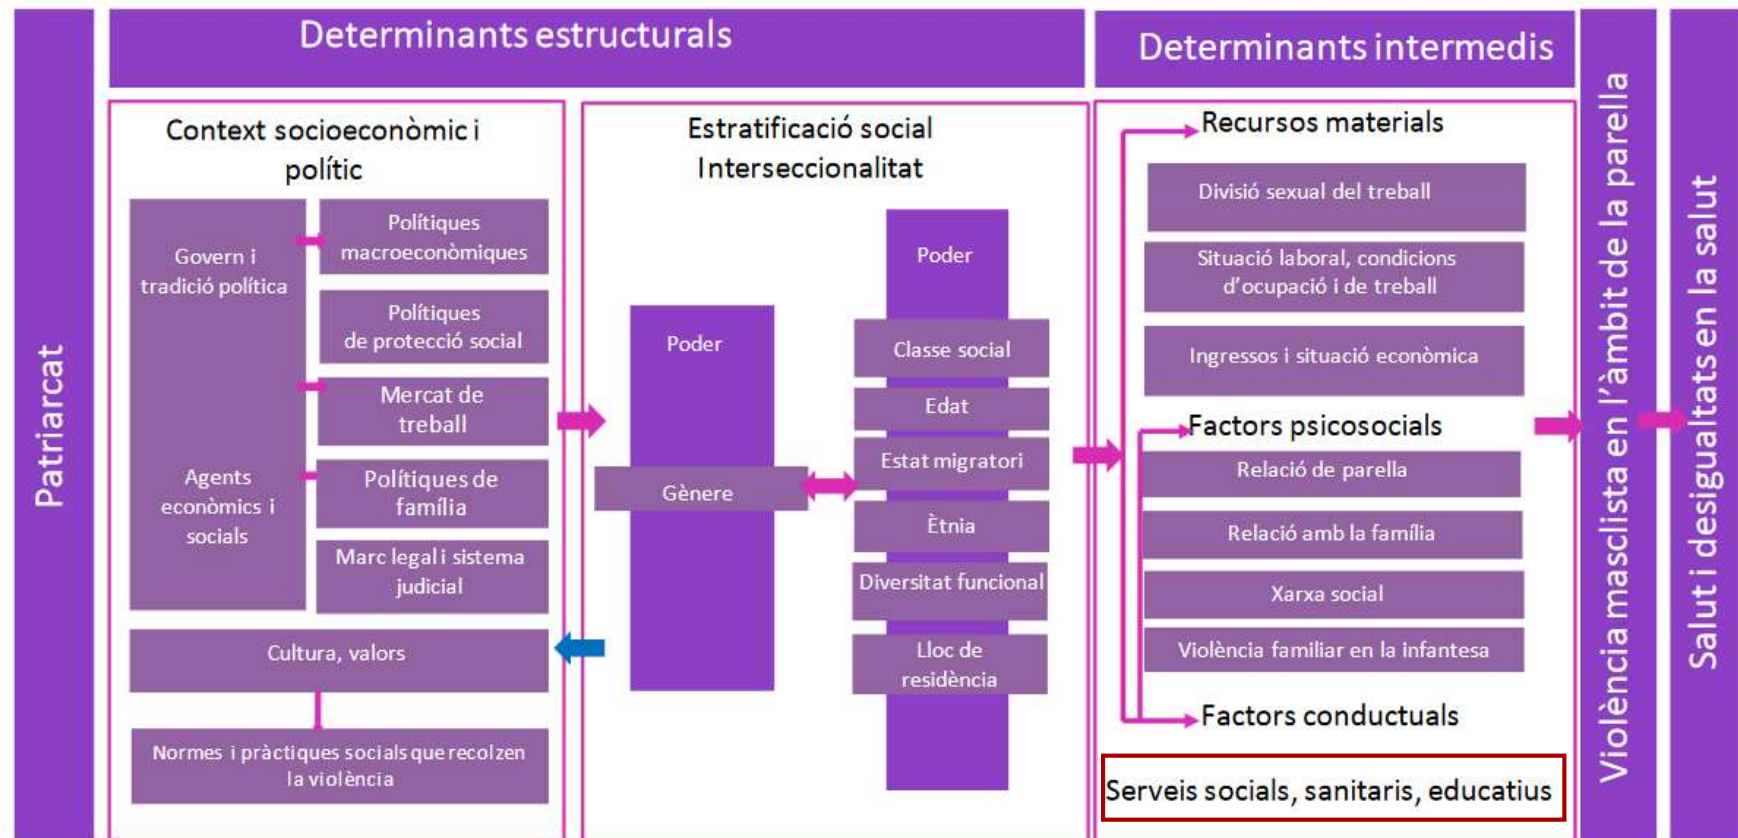 Patriarcat
Determinants estructurals
Context socioeconòmic i
polític
Govern i
tradició política
Agents
econòmics i
socials
Polítiques
macroeconòmiques
Polítiques
de protecció social
Mercat de
treball
Polítiques de
família
Marc legal i sistema
judicial
Cultura, valors
Normes i pràctiques socials que recolzen
la violència
Estratificació social
Interseccionalitat
Poder
Gènere
Poder
Classe social
Edat
Estat migratori
Ètnia
Diversitat funcional
Lloc de
residència
Determinants intermedis
Recursos materials
Divisió sexual del treball
Situació laboral, condicions
d'ocupació i de treball
Ingressos i situació econòmica
Factors psicosocials
Relació de parella
Relació amb la família
Xarxa social
Violència familiar en la infantesa
Factors conductuals
Serveis socials, sanitaris, educatius
Violència masclista en l'àmbit de la parella
Salut i desigualtats en la salut